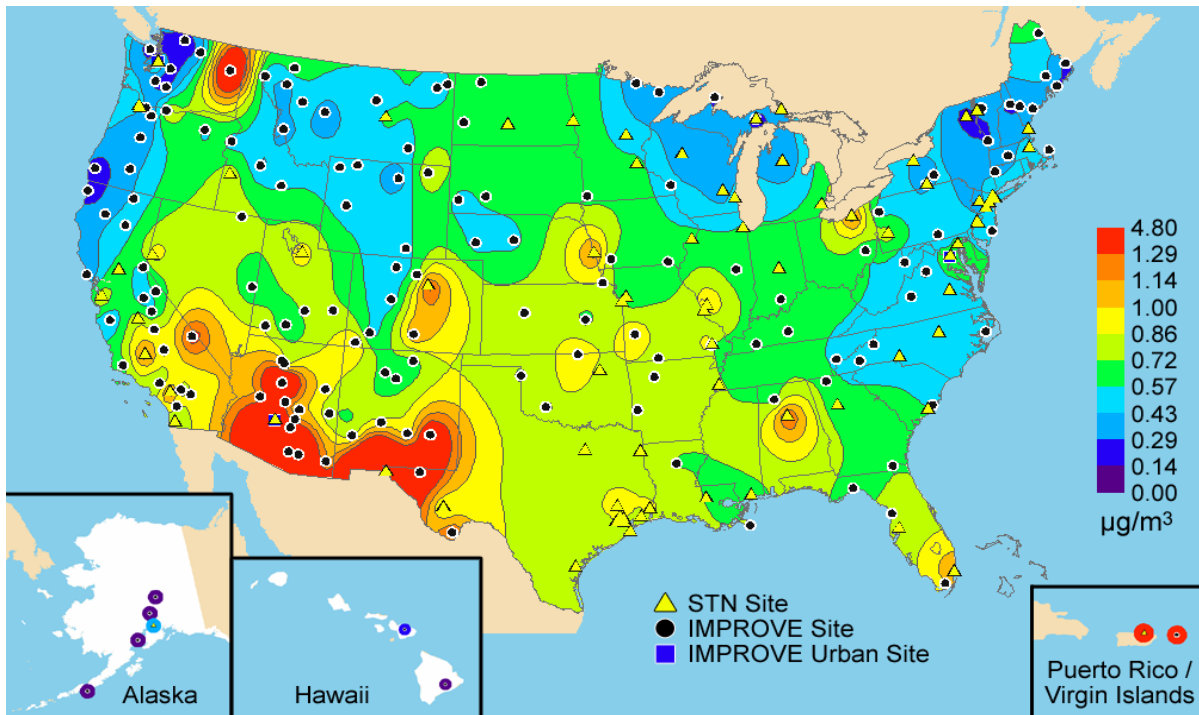 4.80
1.29
1.14
1.00
0.86
0.72
0.57
0.43
0.29
0.14
0.00
µg/m³
STN Site
IMPROVE Site
IMPROVE Urban Site
Alaska
Hawaii
Puerto Rico /
Virgin Islands